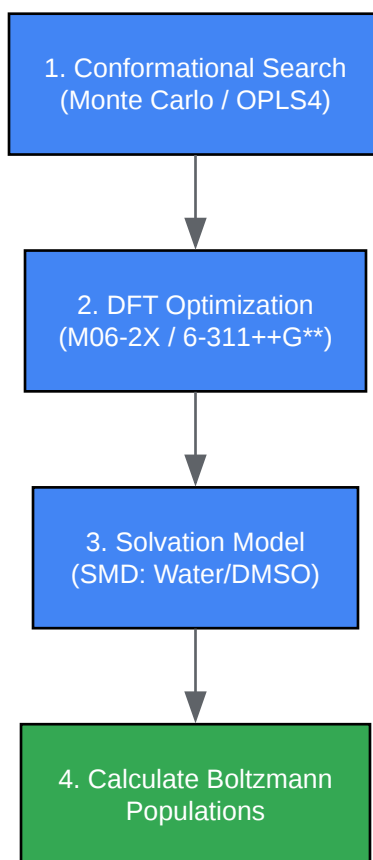 1. Conformational Search
(Monte Carlo / OPLS4)
2. DFT Optimization
(M06-2X / 6-311++G**)
3. Solvation Model
(SMD: Water/DMSO)
4. Calculate Boltzmann
Populations